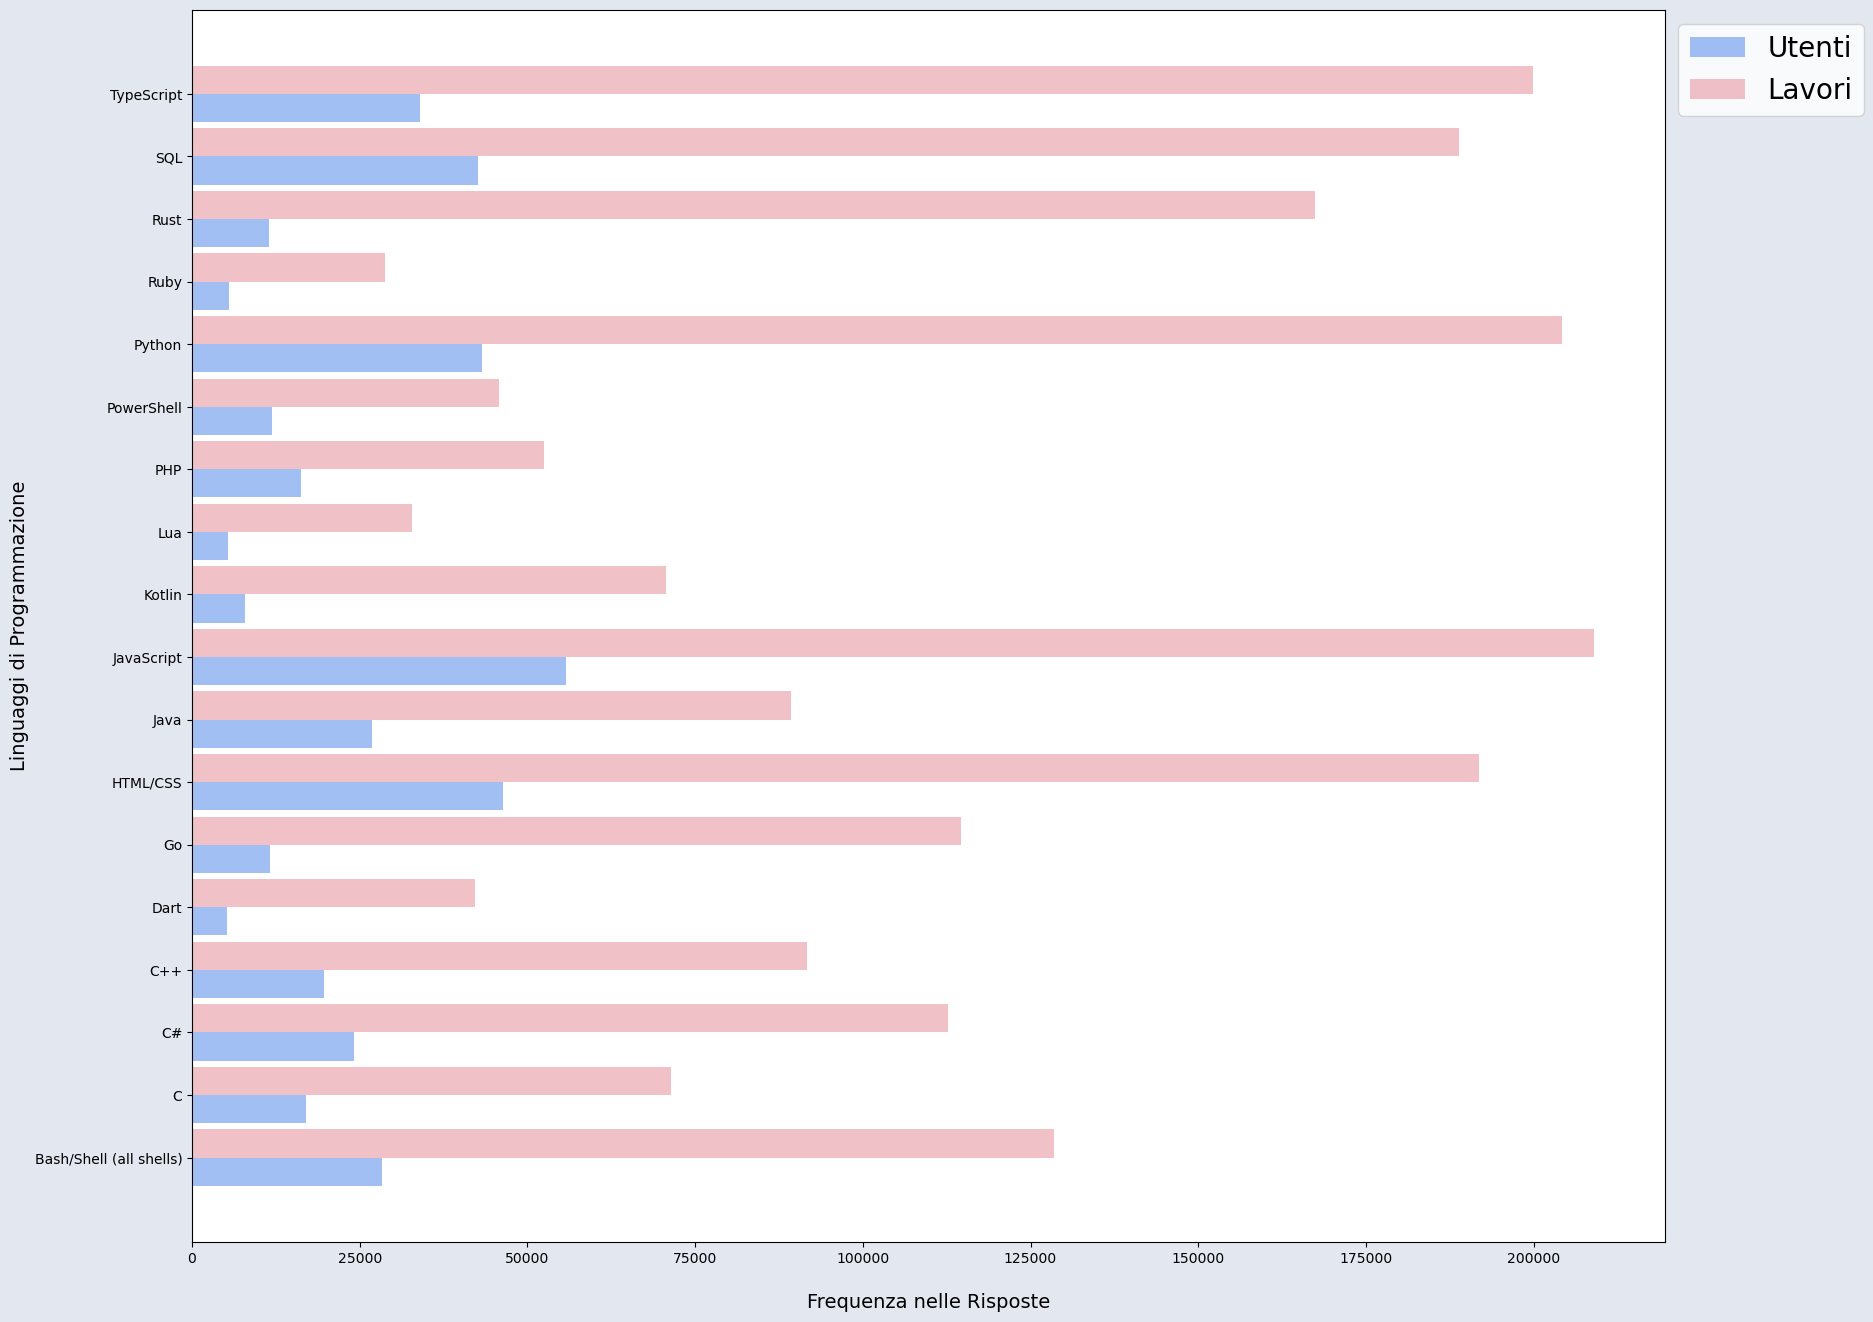 Utenti
Lavori
TypeScript
SQL
Rust
Ruby
Python
PowerShell
PHP
Lua
Kotlin
JavaScript
Java
HTML/CSS
Go
Dart
C++
C#
C
Bash/Shell (all shells)
Linguaggi di Programmazione
0 25000 50000 75000 100000 125000 150000 175000 200000
Frequenza nelle Risposte